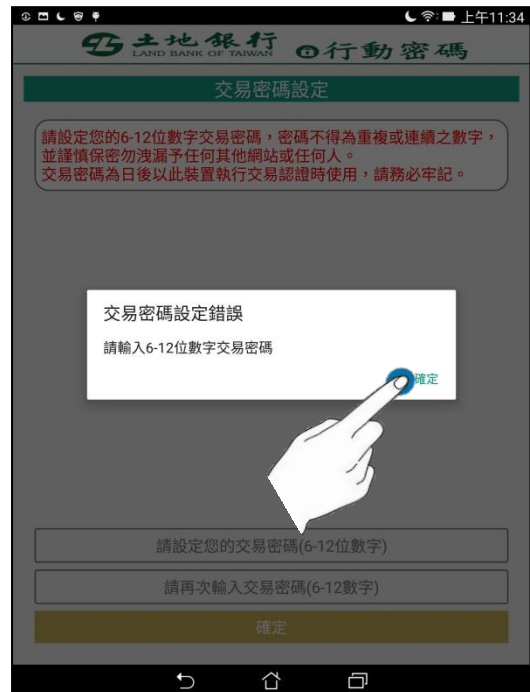 上午11:34
土地銀行
LAND BANK OF TAIWAN
行動密碼
交易密碼設定
請設定您的6-12位數字交易密碼，密碼不得為重複或連續之數字，
並謹慎保密勿洩漏予任何其他網站或任何人。
交易密碼為日後以此裝置執行交易認證時使用，請務必牢記。
交易密碼設定錯誤
請輸入6-12位數字交易密碼
確定
請設定您的交易密碼(6-12位數字)
請再次輸入交易密碼(6-12數字)
確定